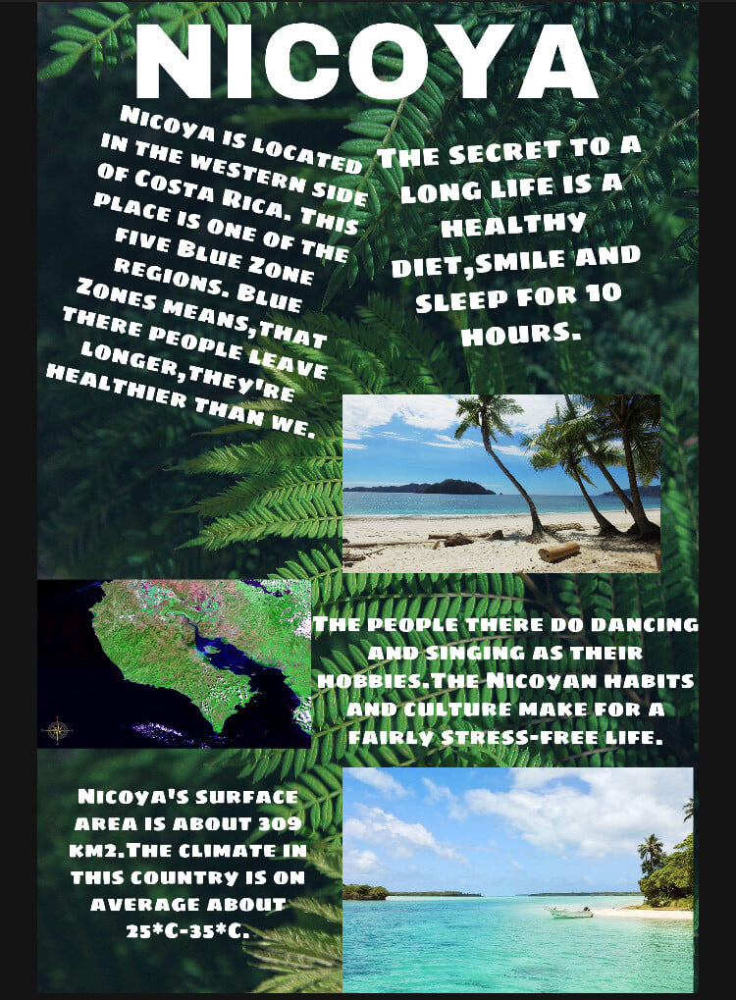 NICOYA
Nicoya is located
in the western side
of Costa Rica. This
place is one of the
five Blue Zone
regions. Blue
Zones means,that
there people leave
longer,they're
healthier than we.
The secret to a
long life is a
healthy
diet,smile and
sleep for 10
hours.
The people there do dancing
and singing as their
hobbies.The Nicoyan habits
and culture make for a
fairly stress-free life.
Nicoya's surface
area is about 309
km2.The climate in
this country is on
average about
25*C-35*C.